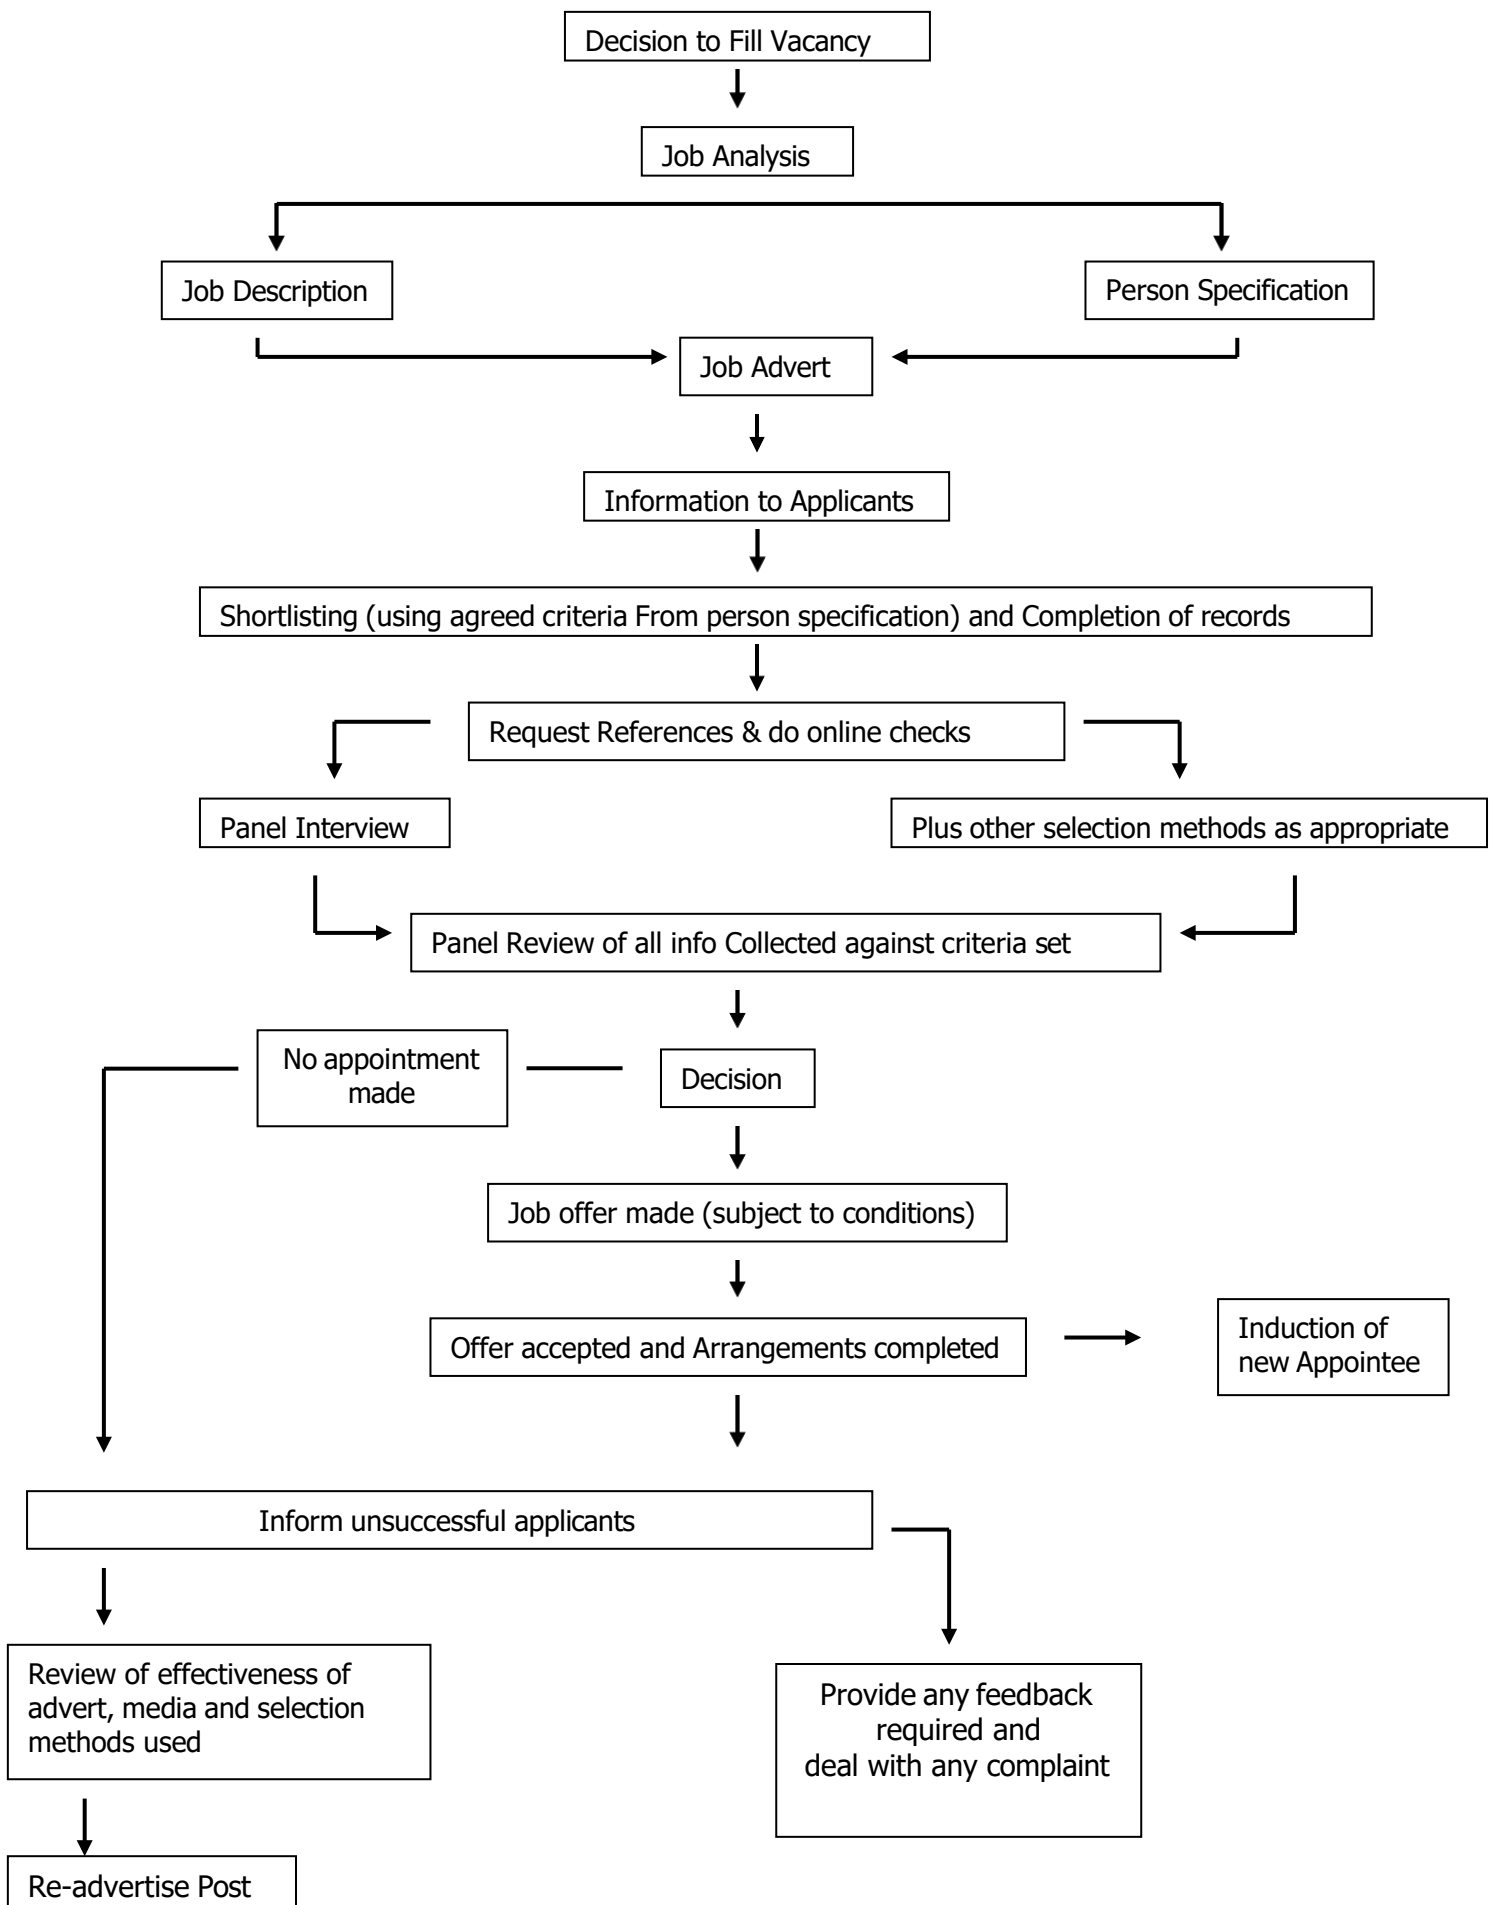 Decision to Fill Vacancy
Job Analysis
Job Description
Person Specification
Job Advert
Information to Applicants
Shortlisting (using agreed criteria From person specification) and Completion of records
Request References & do online checks
Panel Interview
Plus other selection methods as appropriate
Panel Review of all info Collected against criteria set
No appointment
made
Decision
Job offer made (subject to conditions)
Offer accepted and Arrangements completed
Induction of
new Appointee
Inform unsuccessful applicants
Review of effectiveness of
advert, media and selection
methods used
Provide any feedback
required and
deal with any complaint
Re-advertise Post